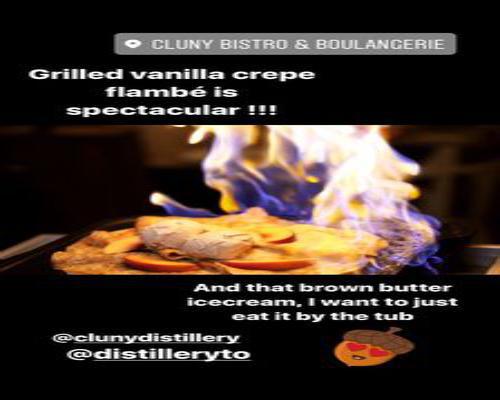 CLUNY BISTRO & BOULANGERIE
Grilled vanilla crepe
flambé is
spectacular !!!
And that brown butter
icecream, I want to just
eat it by the tub
@clunydistillery
@distilleryto